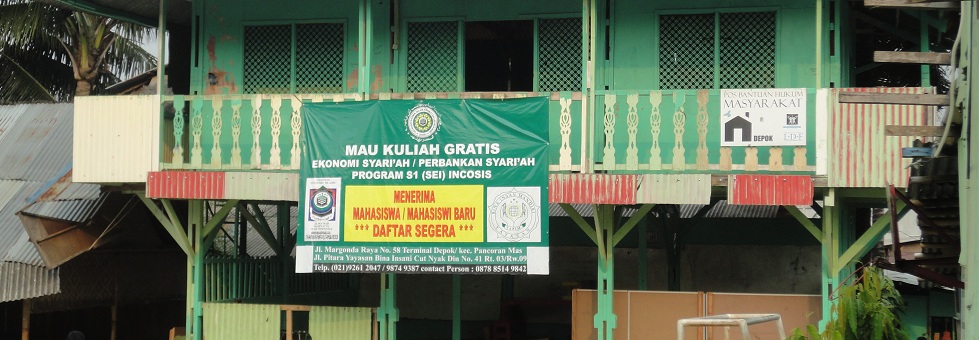 MAU KULIAH GRATIS
EKONOMI SYARI'AH / PERBANKAN SYARI'AH
PROGRAM S1 (SEI) INCOSIS
MENERIMA
MAHASISWA / MAHASISWI BARU
*** DAFTAR SEGERA ***
Jl. Margonda Raya No. 58 Terminal Depok/ kec. Pancoran Mas
Jl. Pitara Yayasan Bina Insani Cut Nyak Din No. 41 Rt. 03/Rw.09
Telp. (021)9261 2047 / 9874 9387 contact Person : 0878 8514 9842
POS BANTUAN HUKUM
MASYARAKAT
DEPOK
L-D-F